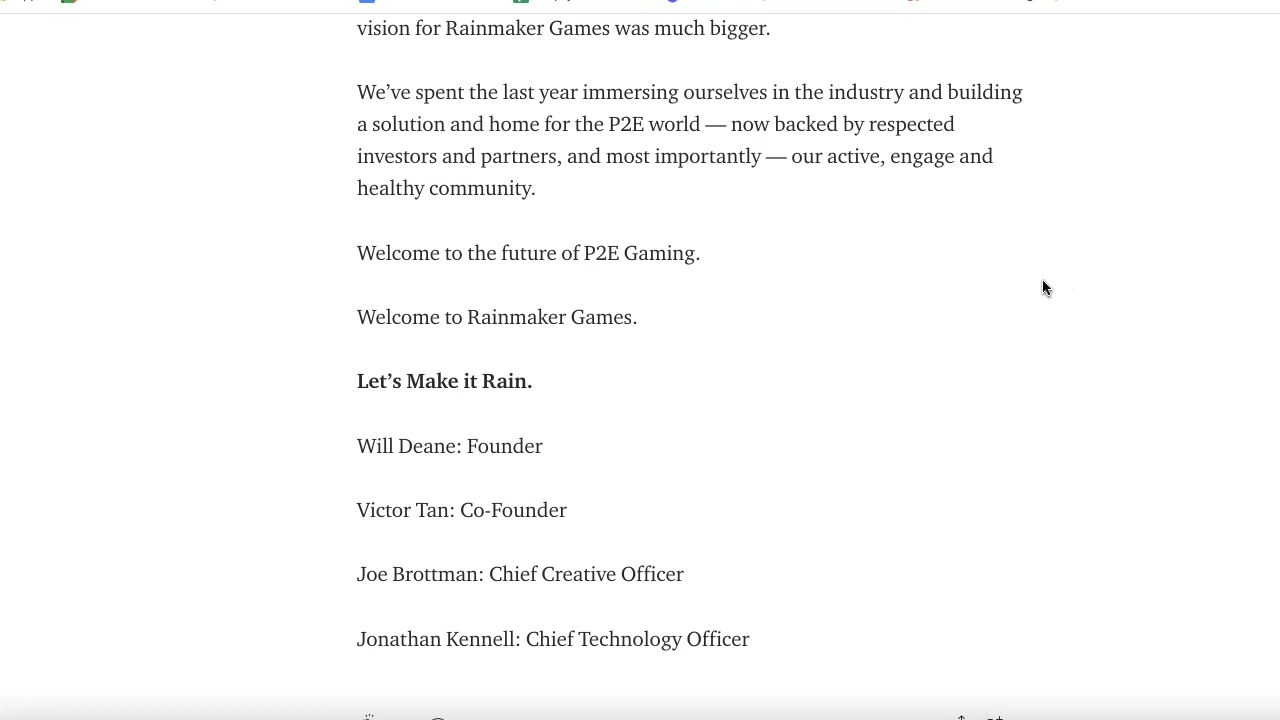 vision for Rainmaker Games was much bigger.
We’ve spent the last year immersing ourselves in the industry and building
a solution and home for the P2E world — now backed by respected
investors and partners, and most importantly — our active, engage and
healthy community.
Welcome to the future of P2E Gaming.
Welcome to Rainmaker Games.
Let’s Make it Rain.
Will Deane: Founder
Victor Tan: Co-Founder
Joe Brottman: Chief Creative Officer
Jonathan Kennell: Chief Technology Officer